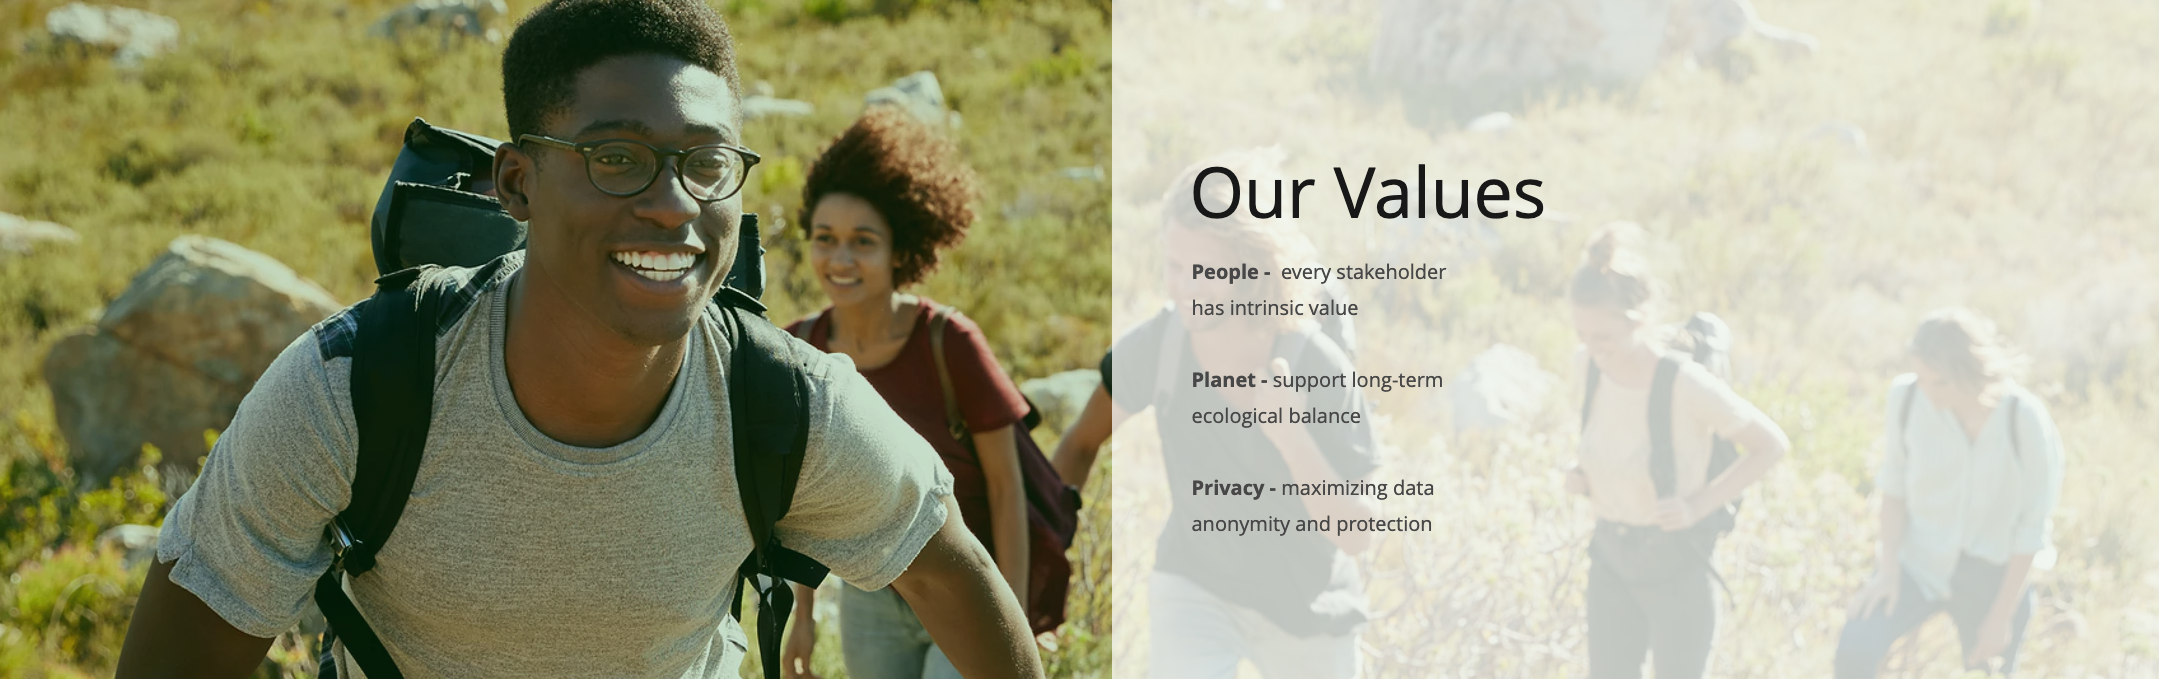 Our Values
People -  every stakeholder
has intrinsic value
Planet - support long-term
ecological balance
Privacy - maximizing data
anonymity and protection